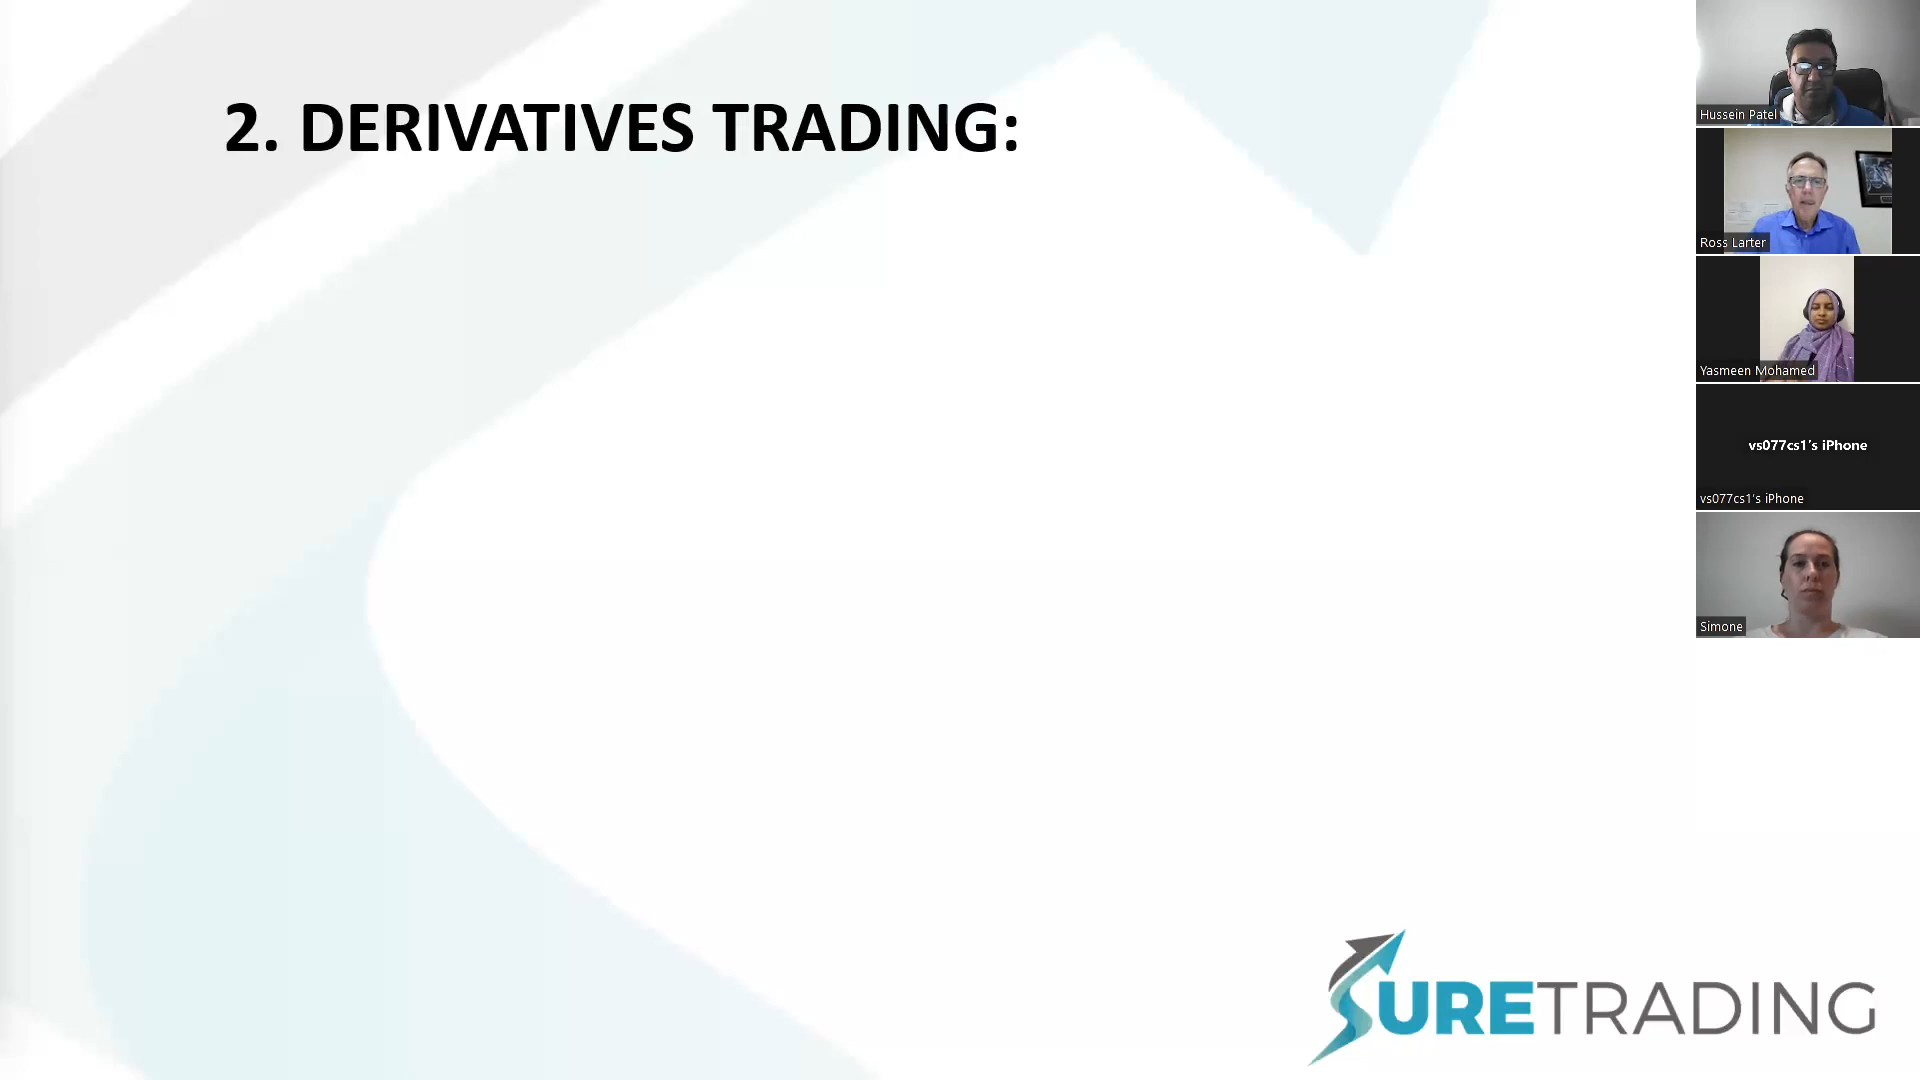 2. DERIVATIVES TRADING:
Hussein Patel
Ross Larter
Yasmeen Mohamed
vs077cs1's iPhone
vs077cs1's iPhone
Simone
SURETRADING